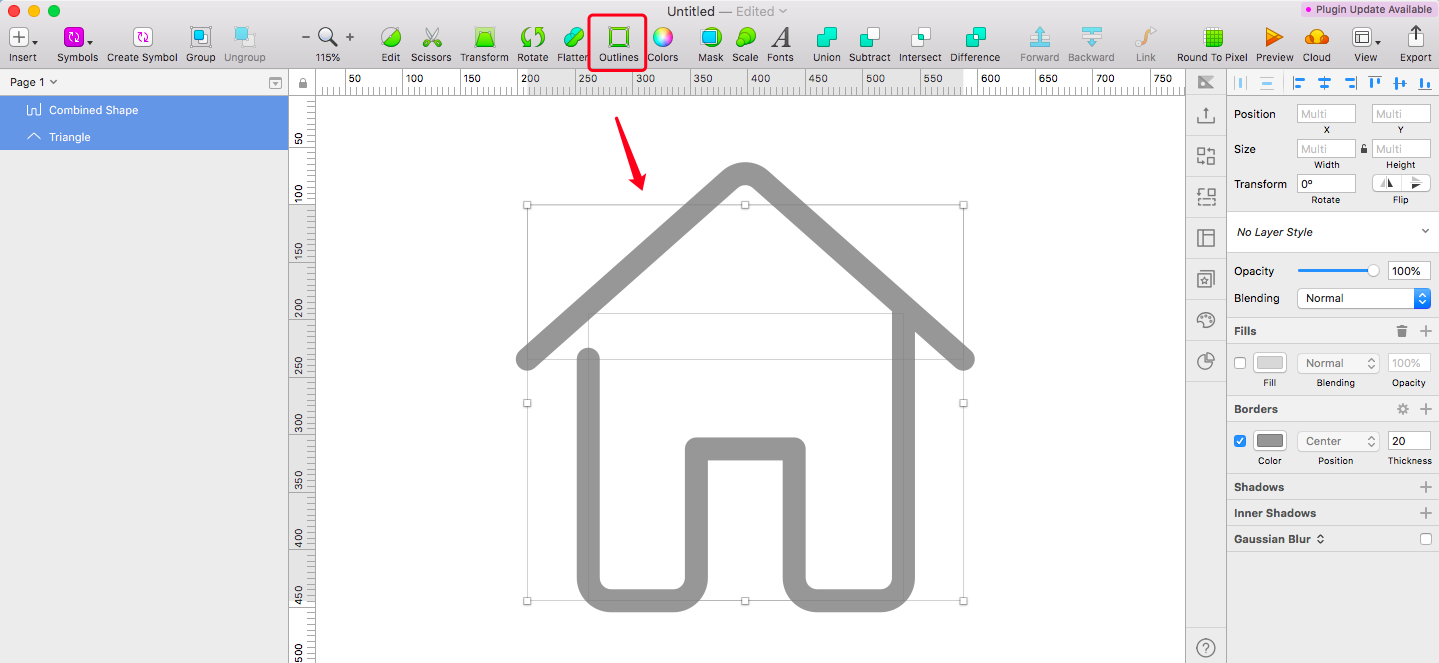 Untitled — Edited
Plugin Update Available
Insert Symbols Create Symbol Group Ungroup 115% Edit Scissors Transform Rotate Flatten Outlines Colors Mask Scale Fonts Union Subtract Intersect Difference Forward Backward Link Round To Pixel Preview Cloud View Export
Page 1
50 100 150 200 250 300 350 400 450 500 550 600 650 700 750
Combined Shape
Triangle
50
100
150
200
250
300
350
400
450
500
Position Multi Multi
X Y
Size Multi Multi
Width Height
Transform 0º
Rotate Flip
No Layer Style
Opacity 100%
Blending Normal
Fills
Normal 100%
Fill Blending Opacity
Borders
Center 20
Color Position Thickness
Shadows
Inner Shadows
Gaussian Blur
?